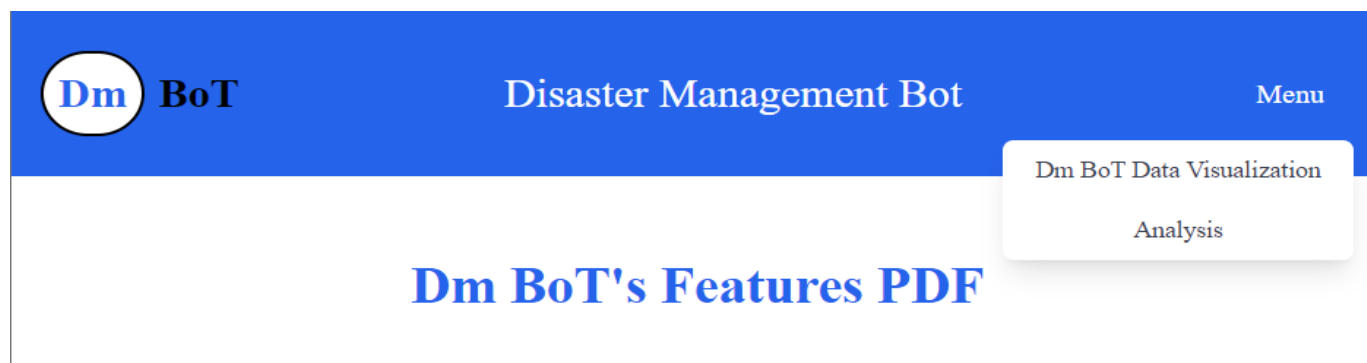 Dm BoT
Disaster Management Bot
Menu
Dm BoT Data Visualization
Analysis
Dm BoT's Features PDF